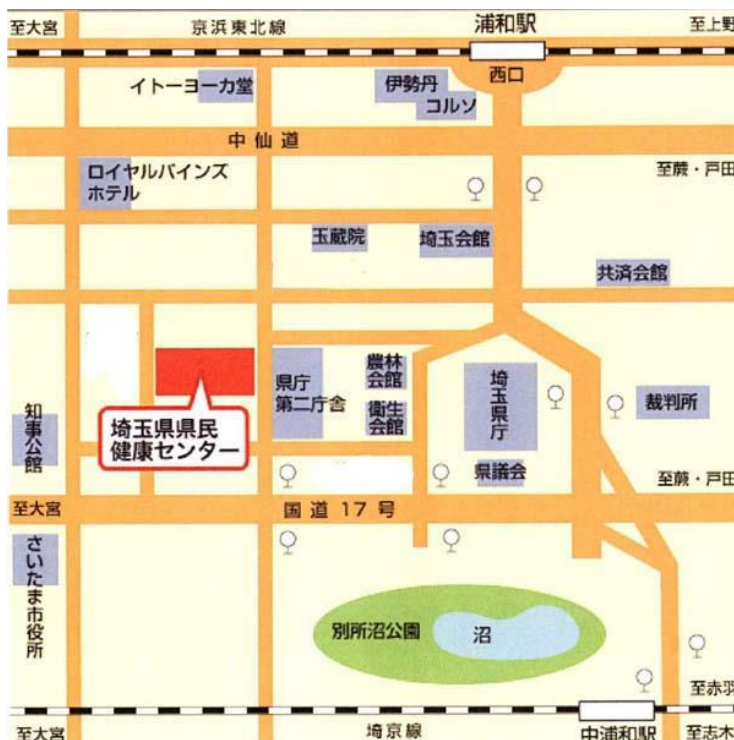 至大宮
京浜東北線
浦和駅
至上野
西口
イトーヨーカ堂
伊勢丹
コルソ
中仙道
ロイヤルパインズ
ホテル
至蕨・戸田
玉蔵院
埼玉会館
共済会館
県庁
第二庁舎
農林
会館
衛生
会館
埼玉県庁
裁判所
知事公館
埼玉県県民
健康センター
県議会
至蕨・戸田
至大宮
国道17号
さいたま市役所
別所沼公園
沼
至赤羽
至大宮
埼京線
中浦和駅
至志木